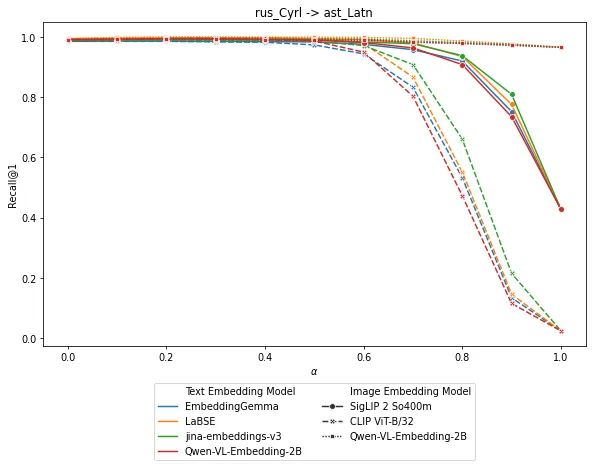 rus_Cyrl -> ast_Latn
Recall@1
1.0
0.8
0.6
0.4
0.2
0.0
0.0 0.2 0.4 0.6 0.8 1.0
α
Text Embedding Model Image Embedding Model
EmbeddingGemma SigLIP 2 So400m
LaBSE CLIP ViT-B/32
jina-embeddings-v3 Qwen-VL-Embedding-2B
Qwen-VL-Embedding-2B